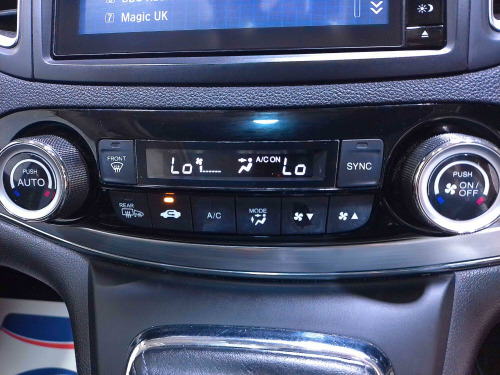 7 Magic UK
PUSH
AUTO
FRONT
Lo
A/C ON
Lo
SYNC
PUSH
ON/
OFF
REAR
A/C
MODE